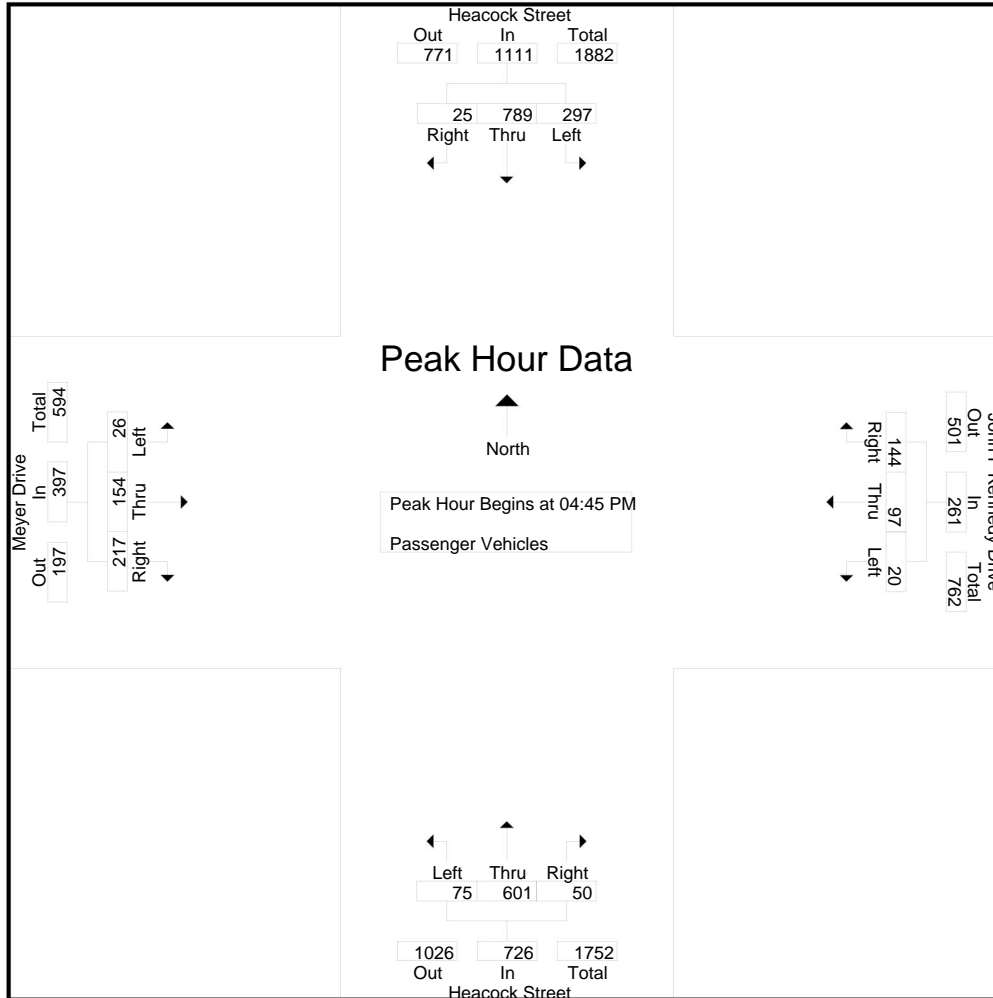 Heacock Street
Out In Total
771 1111 1882
25 789 297
Right Thru Left
Peak Hour Data
North
Peak Hour Begins at 04:45 PM
Passenger Vehicles
Meyer Drive
Out In Total
197 397 594
217 154 26
Right Thru Left
John F Kennedy Drive
Out In Total
501 261 762
144 97 20
Right Thru Left
Left Thru Right
75 601 50
1026 726 1752
Out In Total
Heacock Street